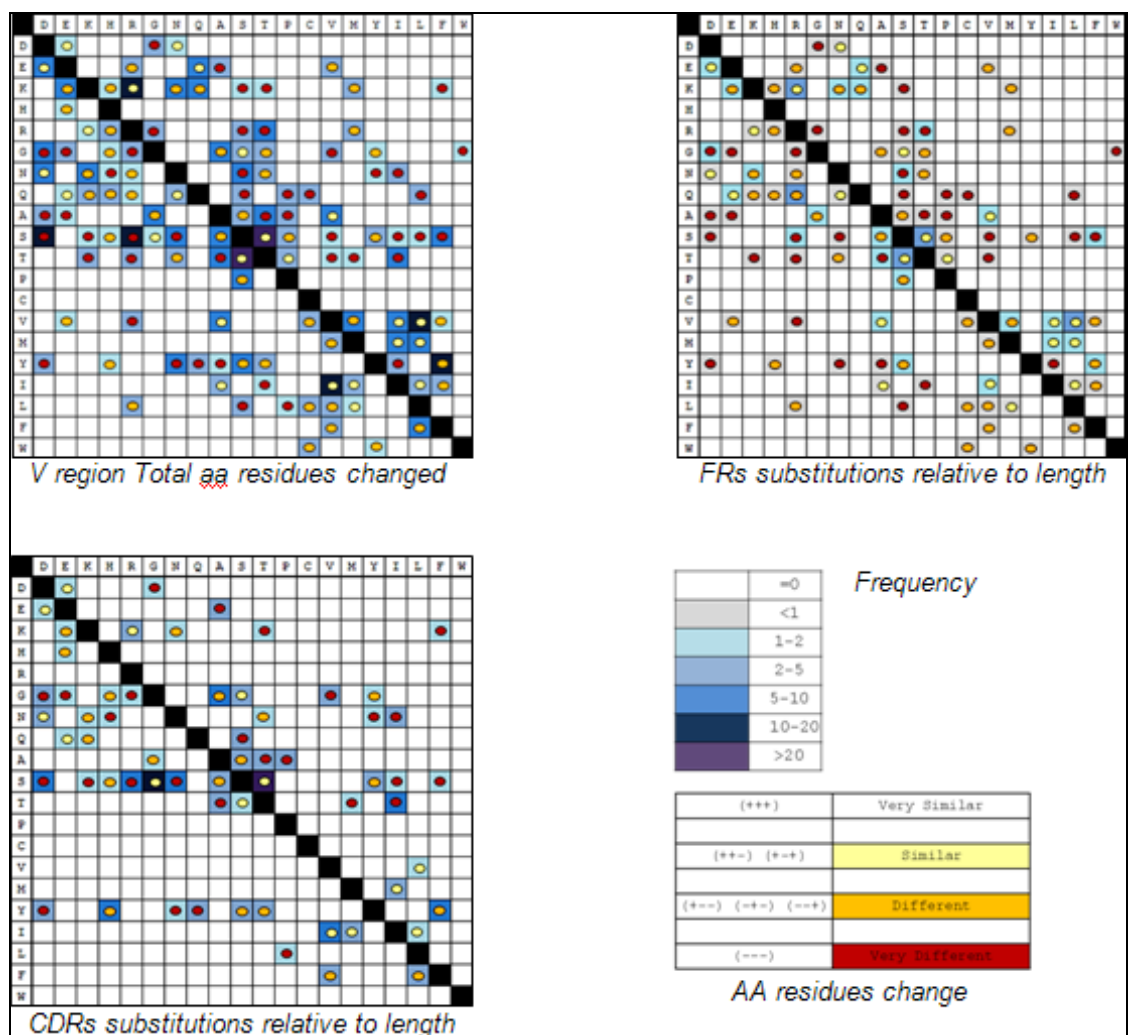 D E K H R G N Q A S T P C V M Y I L F W
D
E
K
H
R
G
N
Q
A
S
T
P
C
V
M
Y
I
L
F
W
V region Total aa residues changed
D E K H R G N Q A S T P C V M Y I L F W
D
E
K
H
R
G
N
Q
A
S
T
P
C
V
M
Y
I
L
F
W
FRs substitutions relative to length
D E K H R G N Q A S T P C V M Y I L F W
D
E
K
H
R
G
N
Q
A
S
T
P
C
V
M
Y
I
L
F
W
CDRs substitutions relative to length
=0
<1
1-2
2-5
5-10
10-20
>20
Frequency
(+++) Very Similar
(++-) (+-+) Similar
(+--) (-+-) (--+) Different
(---) Very Different
AA residues change